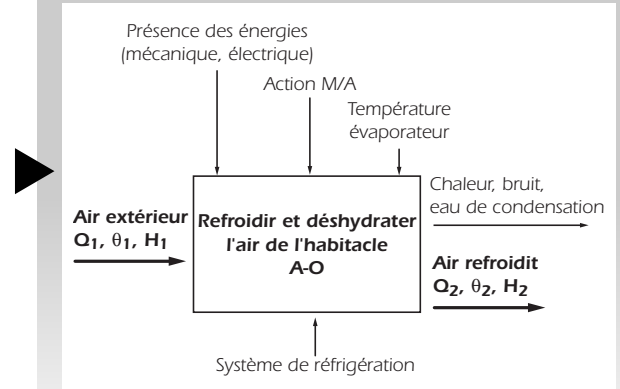 Présence des énergies
(mécanique, électrique)
Action M/A
Température
évaporateur
Air extérieur
Q1, θ1, H1
Refroidir et déshydrater
l'air de l'habitacle
A-O
Chaleur, bruit,
eau de condensation
Air refroidit
Q2, θ2, H2
Système de réfrigération